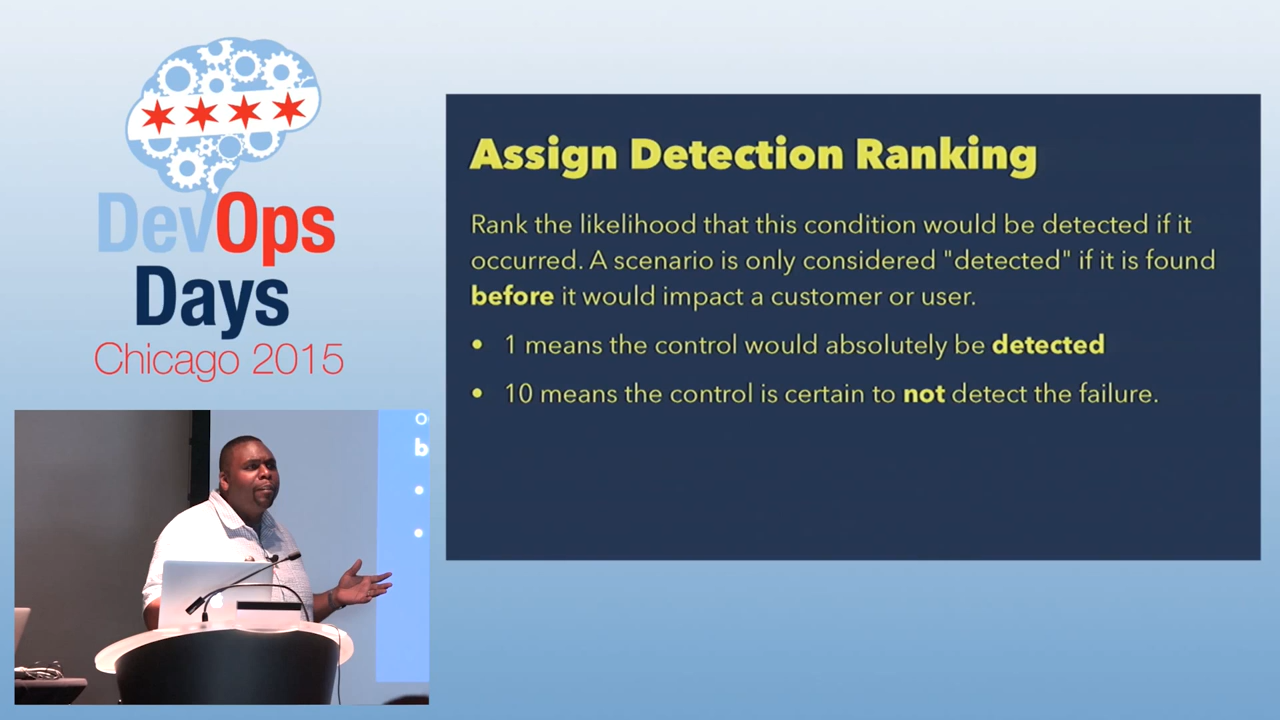 DevOps
Days
Chicago 2015
Assign Detection Ranking
Rank the likelihood that this condition would be detected if it
occurred. A scenario is only considered "detected" if it is found
before it would impact a customer or user.
• 1 means the control would absolutely be detected
• 10 means the control is certain to not detect the failure.
o
b